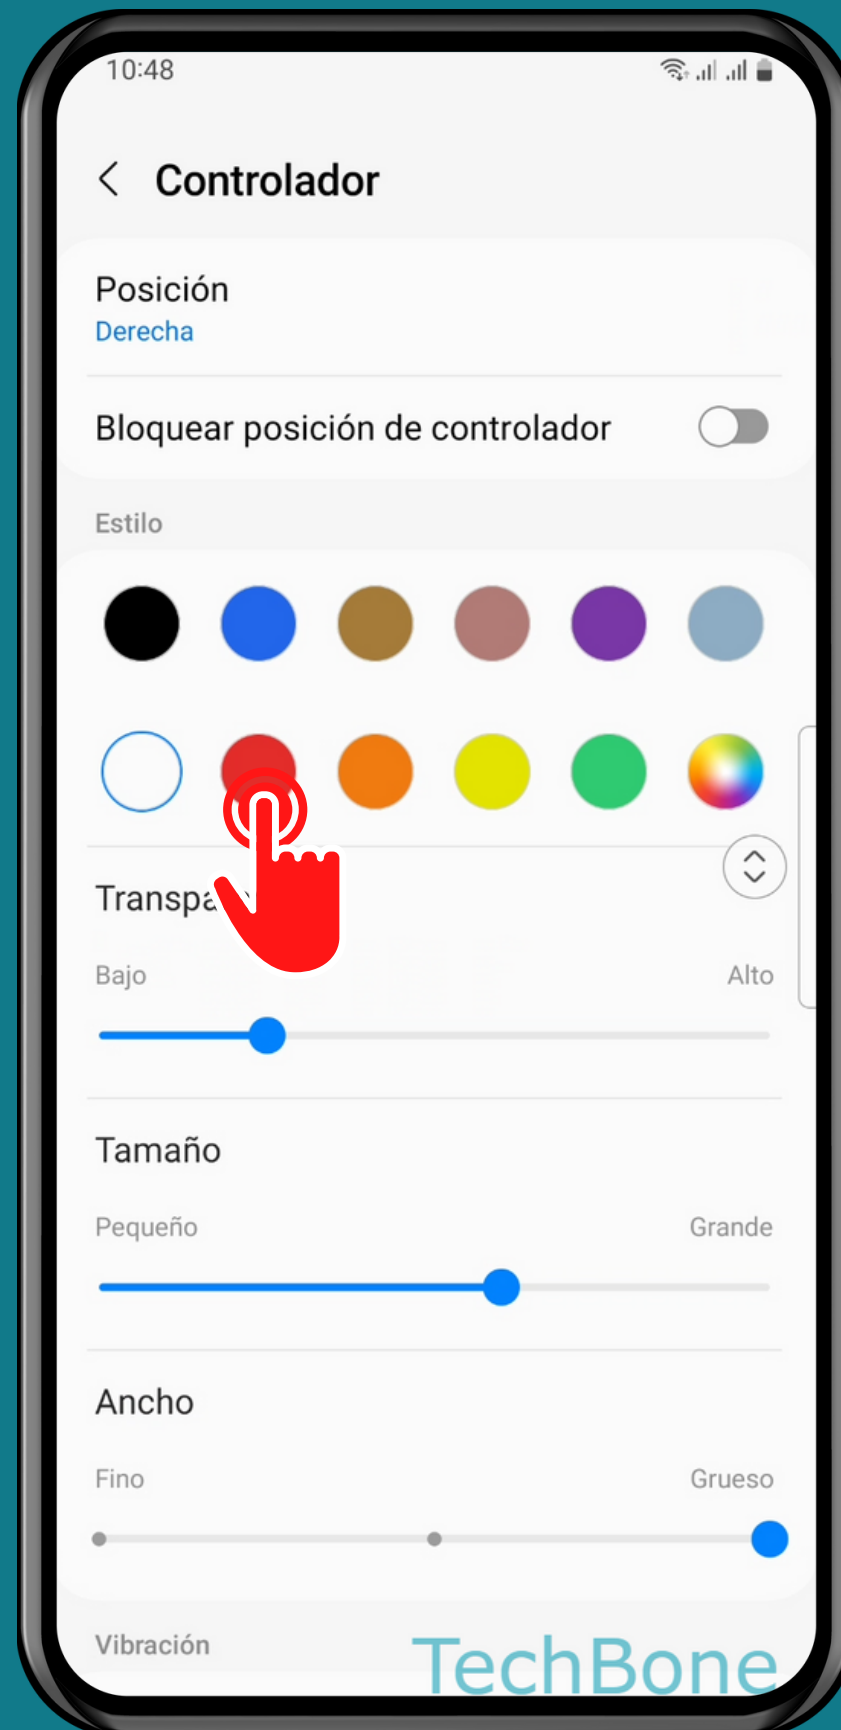 10:48
Controlador
Posición
Derecha
Bloquear posición de controlador
Estilo
Transpa
Bajo
Alto
Tamaño
Pequeño
Grande
Ancho
Fino
Grueso
Vibración
TechBone